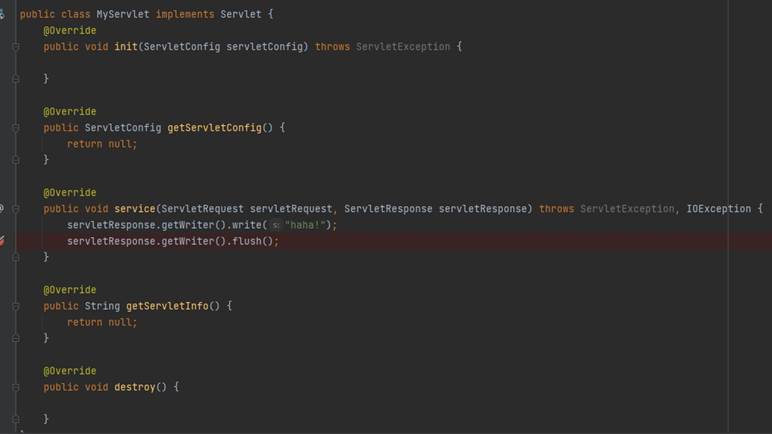 public class MyServlet implements Servlet {
@Override
public void init(ServletConfig servletConfig) throws ServletException {
}
@Override
public ServletConfig getServletConfig() {
return null;
}
@Override
public void service(ServletRequest servletRequest, ServletResponse servletResponse) throws ServletException, IOException {
servletResponse.getWriter().write( s: "haha!");
servletResponse.getWriter().flush();
}
@Override
public String getServletInfo() {
return null;
}
@Override
public void destroy() {
}